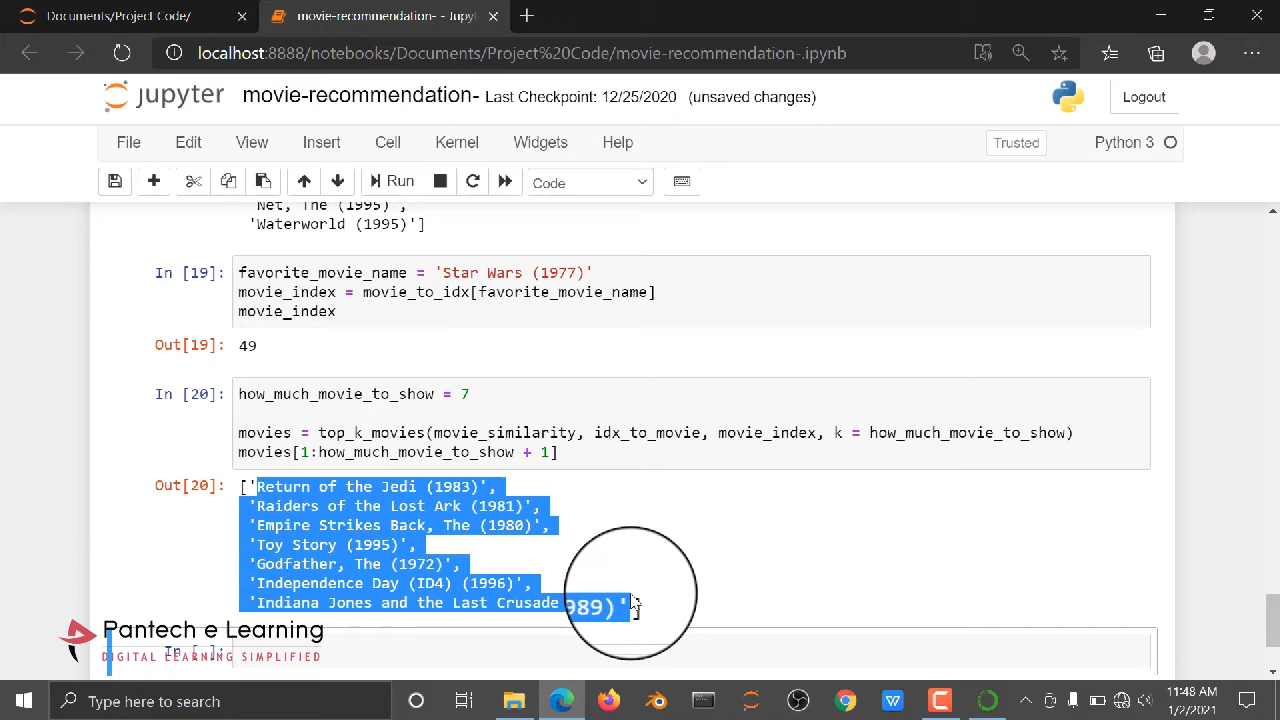 Documents/Project Code/
movie-recommendation- - Jupyt
localhost:8888/notebooks/Documents/Project%20Code/movie-recommendation-.ipynb
jupyter movie-recommendation- Last Checkpoint: 12/25/2020 (unsaved changes)
Logout
File Edit View Insert Cell Kernel Widgets Help
Trusted
Python 3
Run
Code
'Net, The (1995)',
'Waterworld (1995)']
In [19]: favorite_movie_name = 'Star Wars (1977)'
movie_index = movie_to_idx[favorite_movie_name]
movie_index
Out[19]: 49
In [20]: how_much_movie_to_show = 7
movies = top_k_movies(movie_similarity, idx_to_movie, movie_index, k = how_much_movie_to_show)
movies[1:how_much_movie_to_show + 1]
Out[20]: ['Return of the Jedi (1983)',
'Raiders of the Lost Ark (1981)',
'Empire Strikes Back, The (1980)',
'Toy Story (1995)',
'Godfather, The (1972)',
'Independence Day (ID4) (1996)',
'Indiana Jones and the Last Crusade 989)']
Pantech e Learning
DIGITAL LEARNING SIMPLIFIED
In [ ]:
Type here to search
11:48 AM
1/2/2021